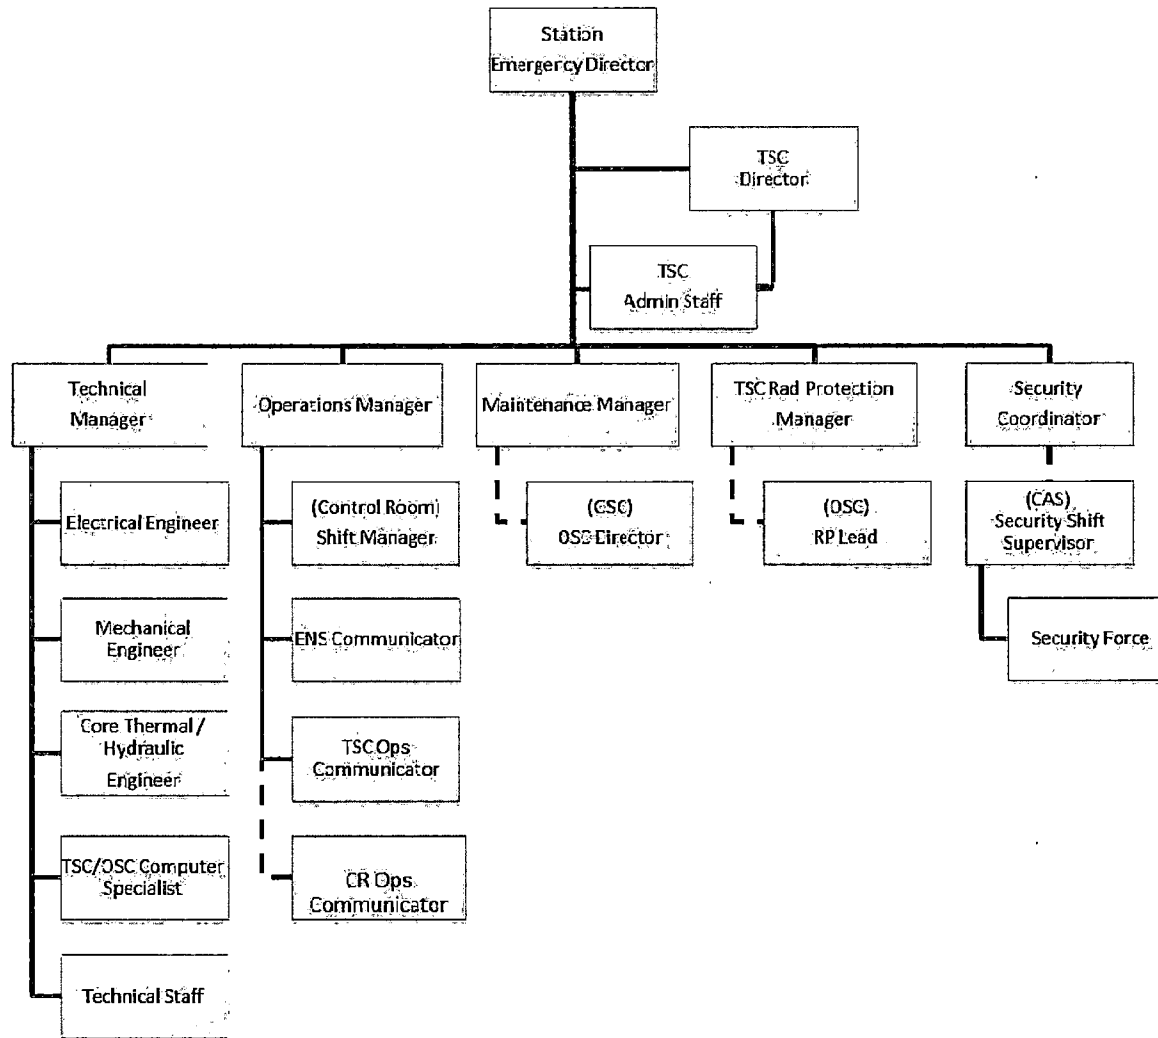 Station
Emergency Director
TSC
Director
TSC
Admin Staff
Technical
Manager
Operations Manager
Maintenance Manager
TSC Rad Protection
Manager
Security
Coordinator
Electrical Engineer
(Control Room)
Shift Manager
(OSC)
OSC Director
(OSC)
RP Lead
(CAS)
Security Shift
Supervisor
Mechanical
Engineer
ENS Communicator
Security Force
Core Thermal /
Hydraulic
Engineer
TSC Ops
Communicator
TSC/OSC Computer
Specialist
CR Ops
Communicator
Technical Staff